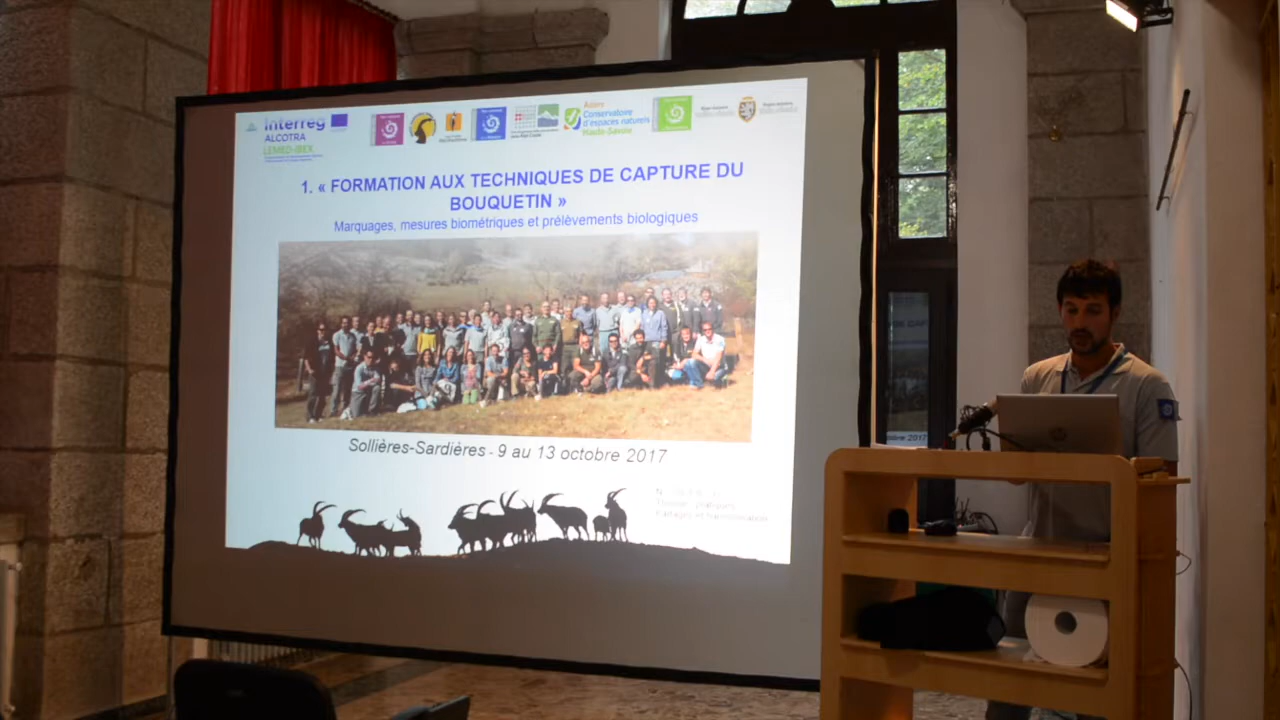 Interreg
ALCOTRA
LEMED-IBEX
Asters
Conservatoire
d'espaces naturels
Haute-Savoie
1. « FORMATION AUX TECHNIQUES DE CAPTURE DU
BOUQUETIN »
Marquages, mesures biométriques et prélèvements biologiques
Sollières-Sardières - 9 au 13 octobre 2017